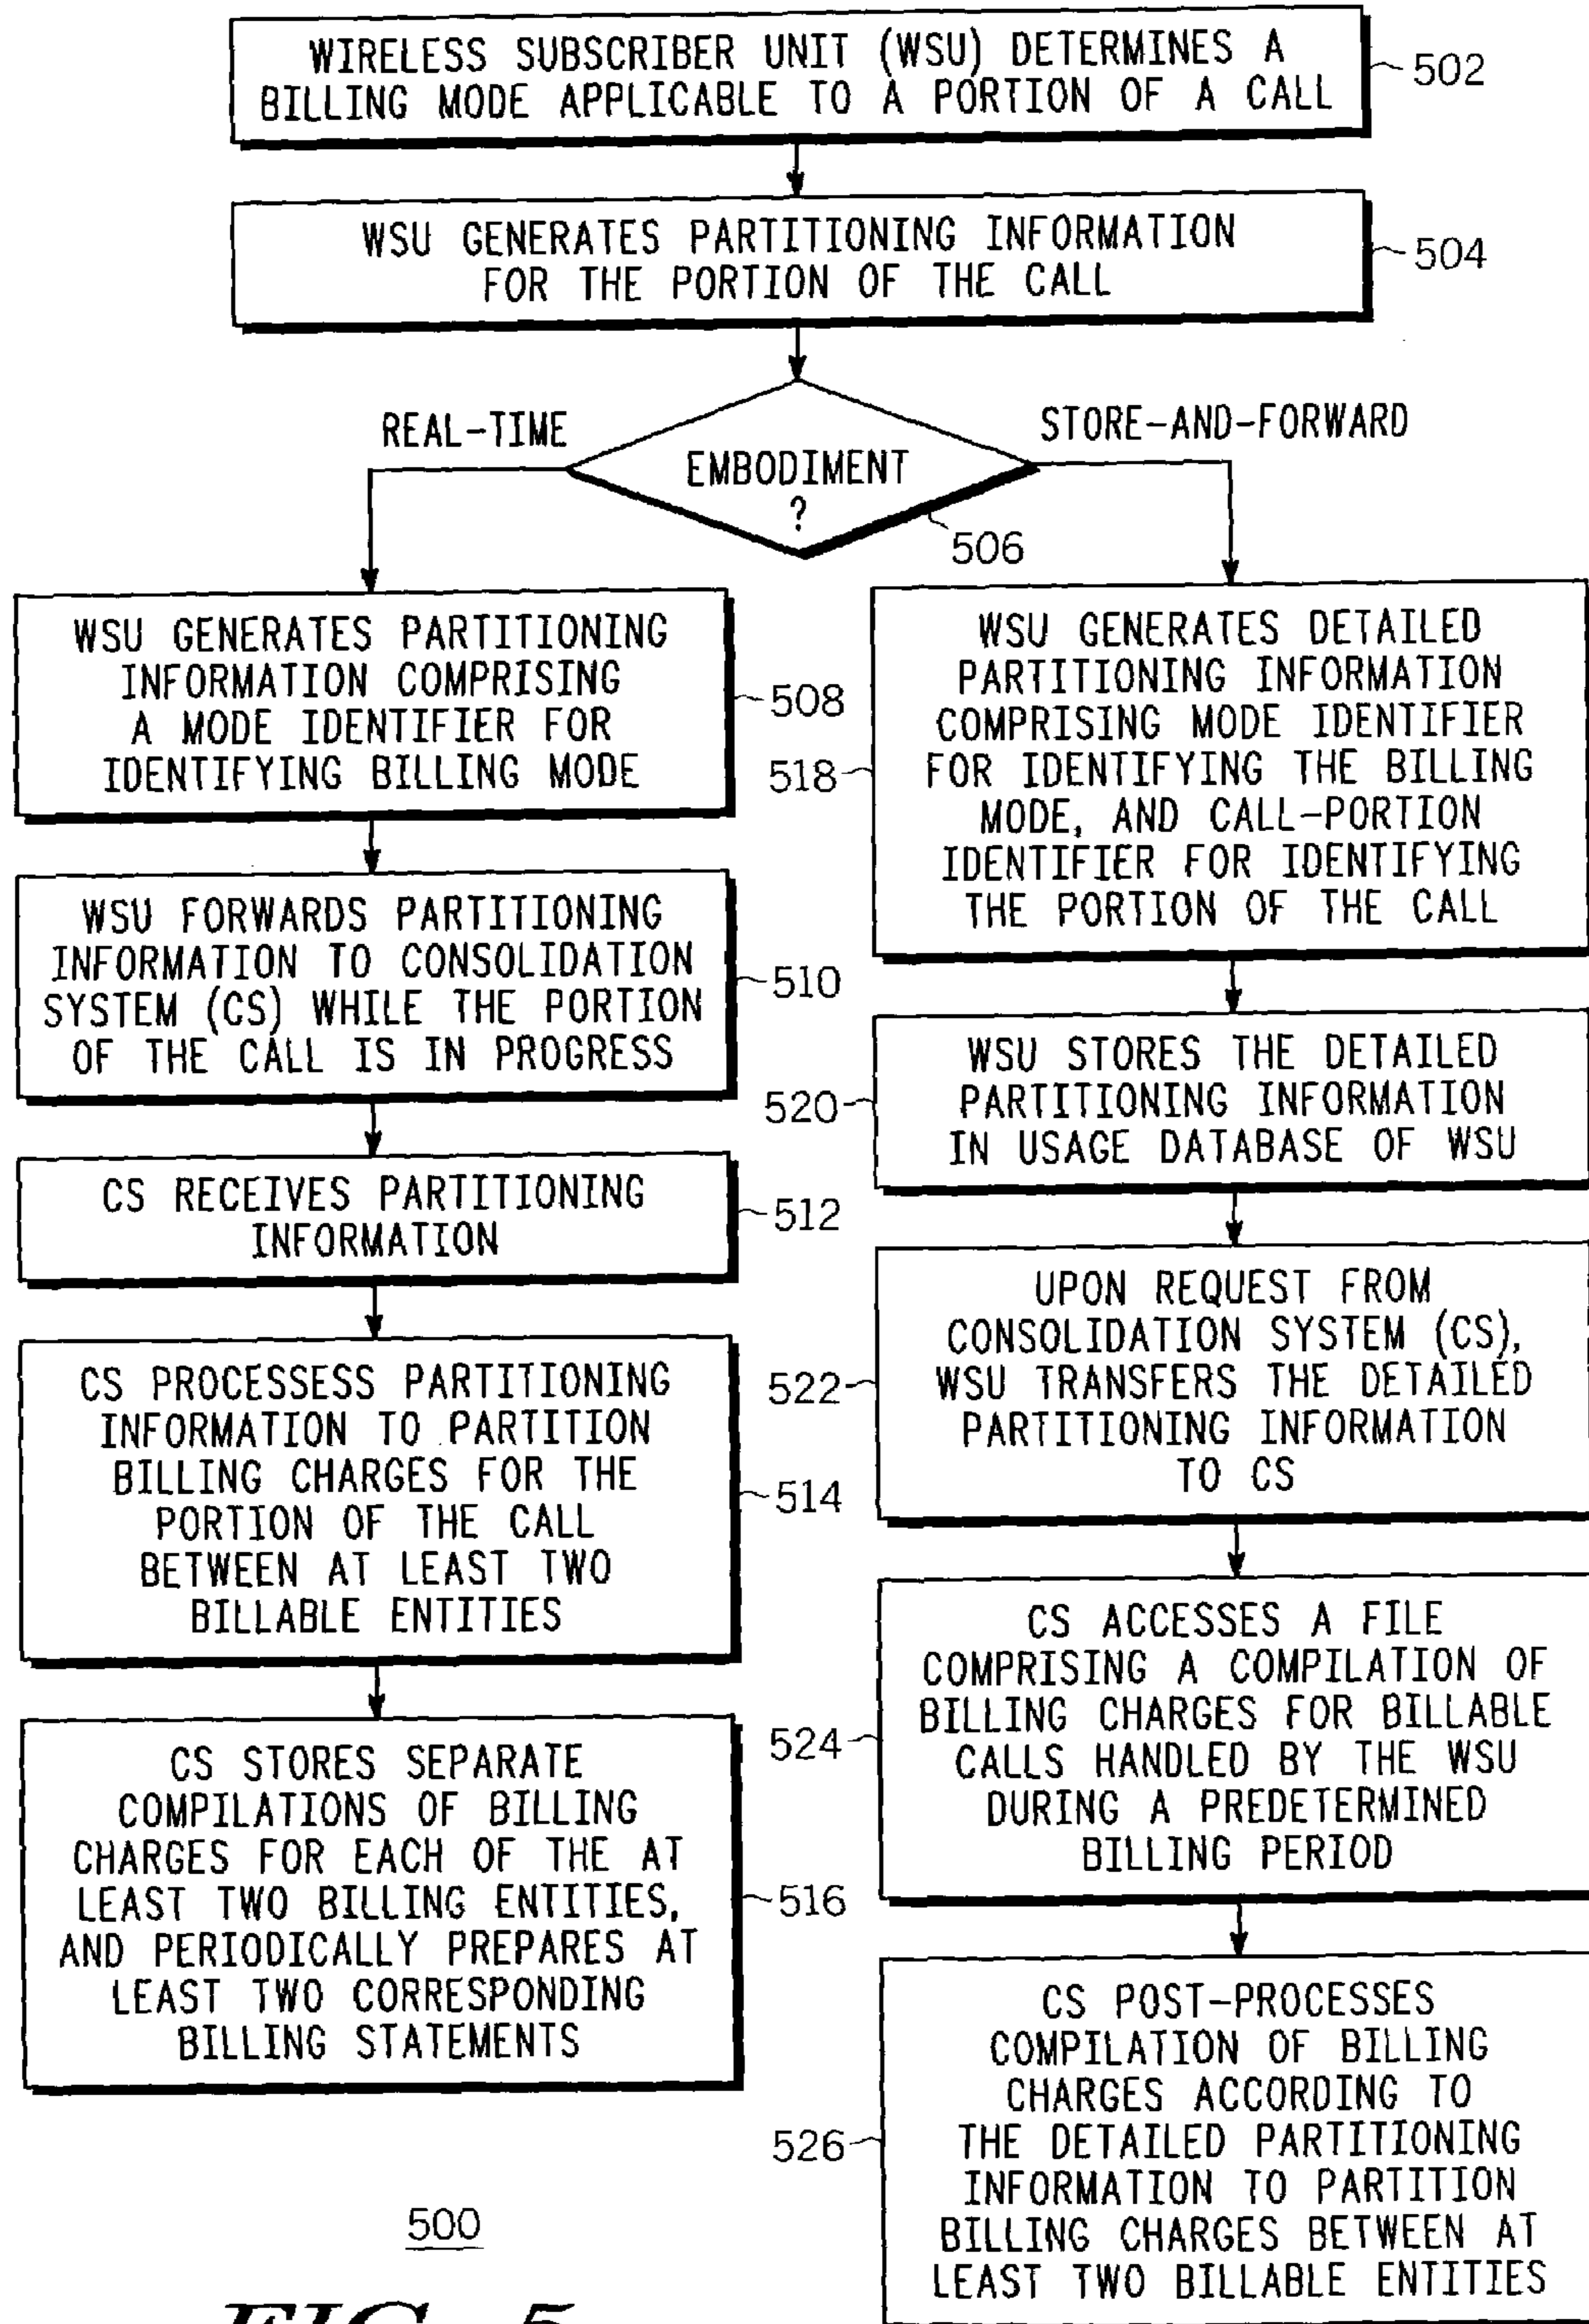 WIRELESS SUBSCRIBER UNIT (WSU) DETERMINES A
BILLING MODE APPLICABLE TO A PORTION OF A CALL
502
WSU GENERATES PARTITIONING INFORMATION
FOR THE PORTION OF THE CALL
504
REAL-TIME
STORE-AND-FORWARD
EMBODIMENT
?
506
WSU GENERATES PARTITIONING
INFORMATION COMPRISING
A MODE IDENTIFIER FOR
IDENTIFYING BILLING MODE
508
WSU FORWARDS PARTITIONING
INFORMATION TO CONSOLIDATION
SYSTEM (CS) WHILE THE PORTION
OF THE CALL IS IN PROGRESS
510
CS RECEIVES PARTITIONING
INFORMATION
512
CS PROCESSESS PARTITIONING
INFORMATION TO PARTITION
BILLING CHARGES FOR THE
PORTION OF THE CALL
BETWEEN AT LEAST TWO
BILLABLE ENTITIES
514
CS STORES SEPARATE
COMPILATIONS OF BILLING
CHARGES FOR EACH OF THE AT
LEAST TWO BILLING ENTITIES,
AND PERIODICALLY PREPARES AT
LEAST TWO CORRESPONDING
BILLING STATEMENTS
516
WSU GENERATES DETAILED
PARTITIONING INFORMATION
COMPRISING MODE IDENTIFIER
FOR IDENTIFYING THE BILLING
MODE, AND CALL-PORTION
IDENTIFIER FOR IDENTIFYING
THE PORTION OF THE CALL
518
WSU STORES THE DETAILED
PARTITIONING INFORMATION
IN USAGE DATABASE OF WSU
520
UPON REQUEST FROM
CONSOLIDATION SYSTEM (CS),
WSU TRANSFERS THE DETAILED
PARTITIONING INFORMATION
TO CS
522
CS ACCESSES A FILE
COMPRISING A COMPILATION OF
BILLING CHARGES FOR BILLABLE
CALLS HANDLED BY THE WSU
DURING A PREDETERMINED
BILLING PERIOD
524
CS POST-PROCESSES
COMPILATION OF BILLING
CHARGES ACCORDING TO
THE DETAILED PARTITIONING
INFORMATION TO PARTITION
BILLING CHARGES BETWEEN AT
LEAST TWO BILLABLE ENTITIES
526
500
FIG. 5